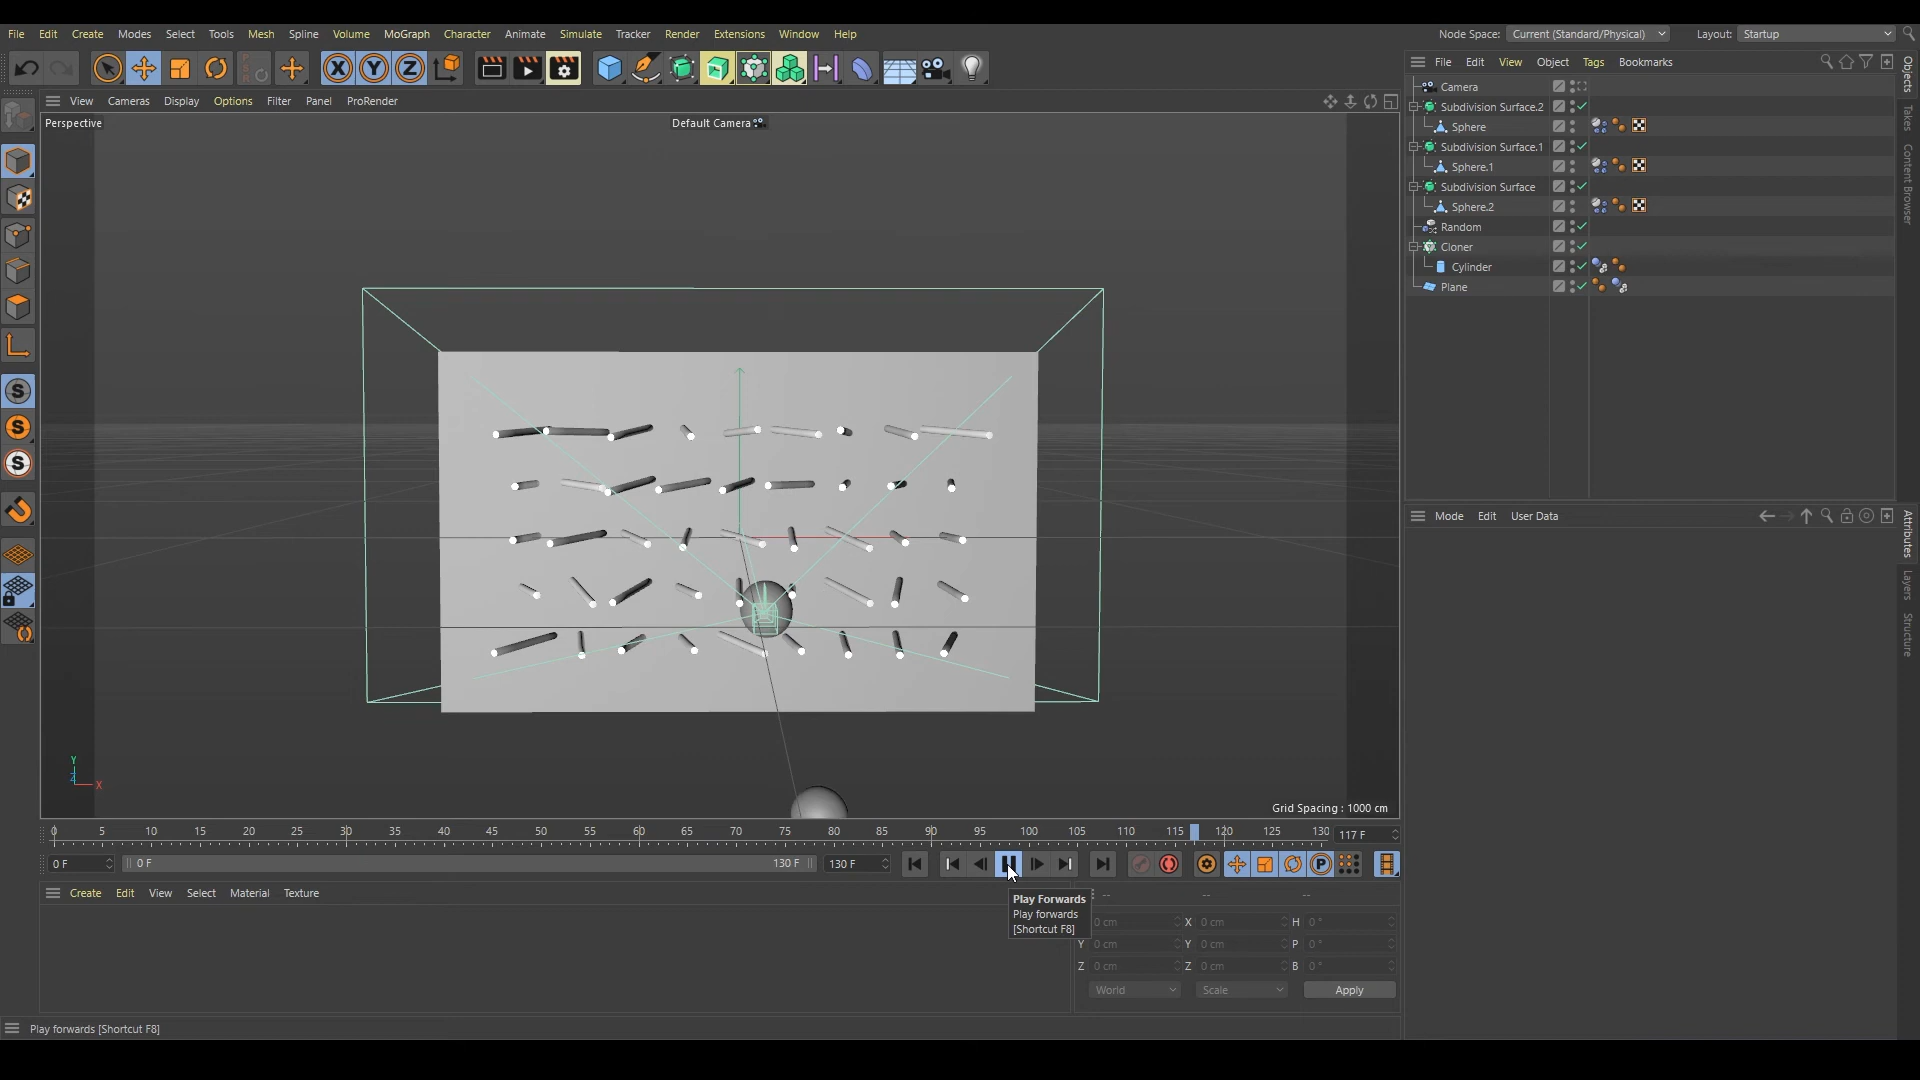 File Edit Create Modes Select Tools Mesh Spline Volume MoGraph Character Animate Simulate Tracker Render Extensions Window Help
Node Space: Current (Standard/Physical) Layout: Startup
X Y Z
File Edit View Object Tags Bookmarks
View Cameras Display Options Filter Panel ProRender
Perspective
Default Camera
Camera
Subdivision Surface.2
Sphere
Subdivision Surface.1
Sphere.1
Subdivision Surface
Sphere.2
Random
Cloner
Cylinder
Plane
Objects
Takes
Content Browser
Mode Edit User Data
Attributes
Layers
Structure
S
S
S
Y
Z
X
Grid Spacing : 1000 cm
0 5 10 15 20 25 30 35 40 45 50 55 60 65 70 75 80 85 90 95 100 105 110 115 120 125 130
117 F
0 F
0 F
130 F
130 F
P
Create Edit View Select Material Texture
Play Forwards
Play forwards
[Shortcut F8]
-- -- --
0 cm X 0 cm H 0 °
Y 0 cm Y 0 cm P 0 °
Z 0 cm Z 0 cm B 0 °
World Scale Apply
Play forwards [Shortcut F8]